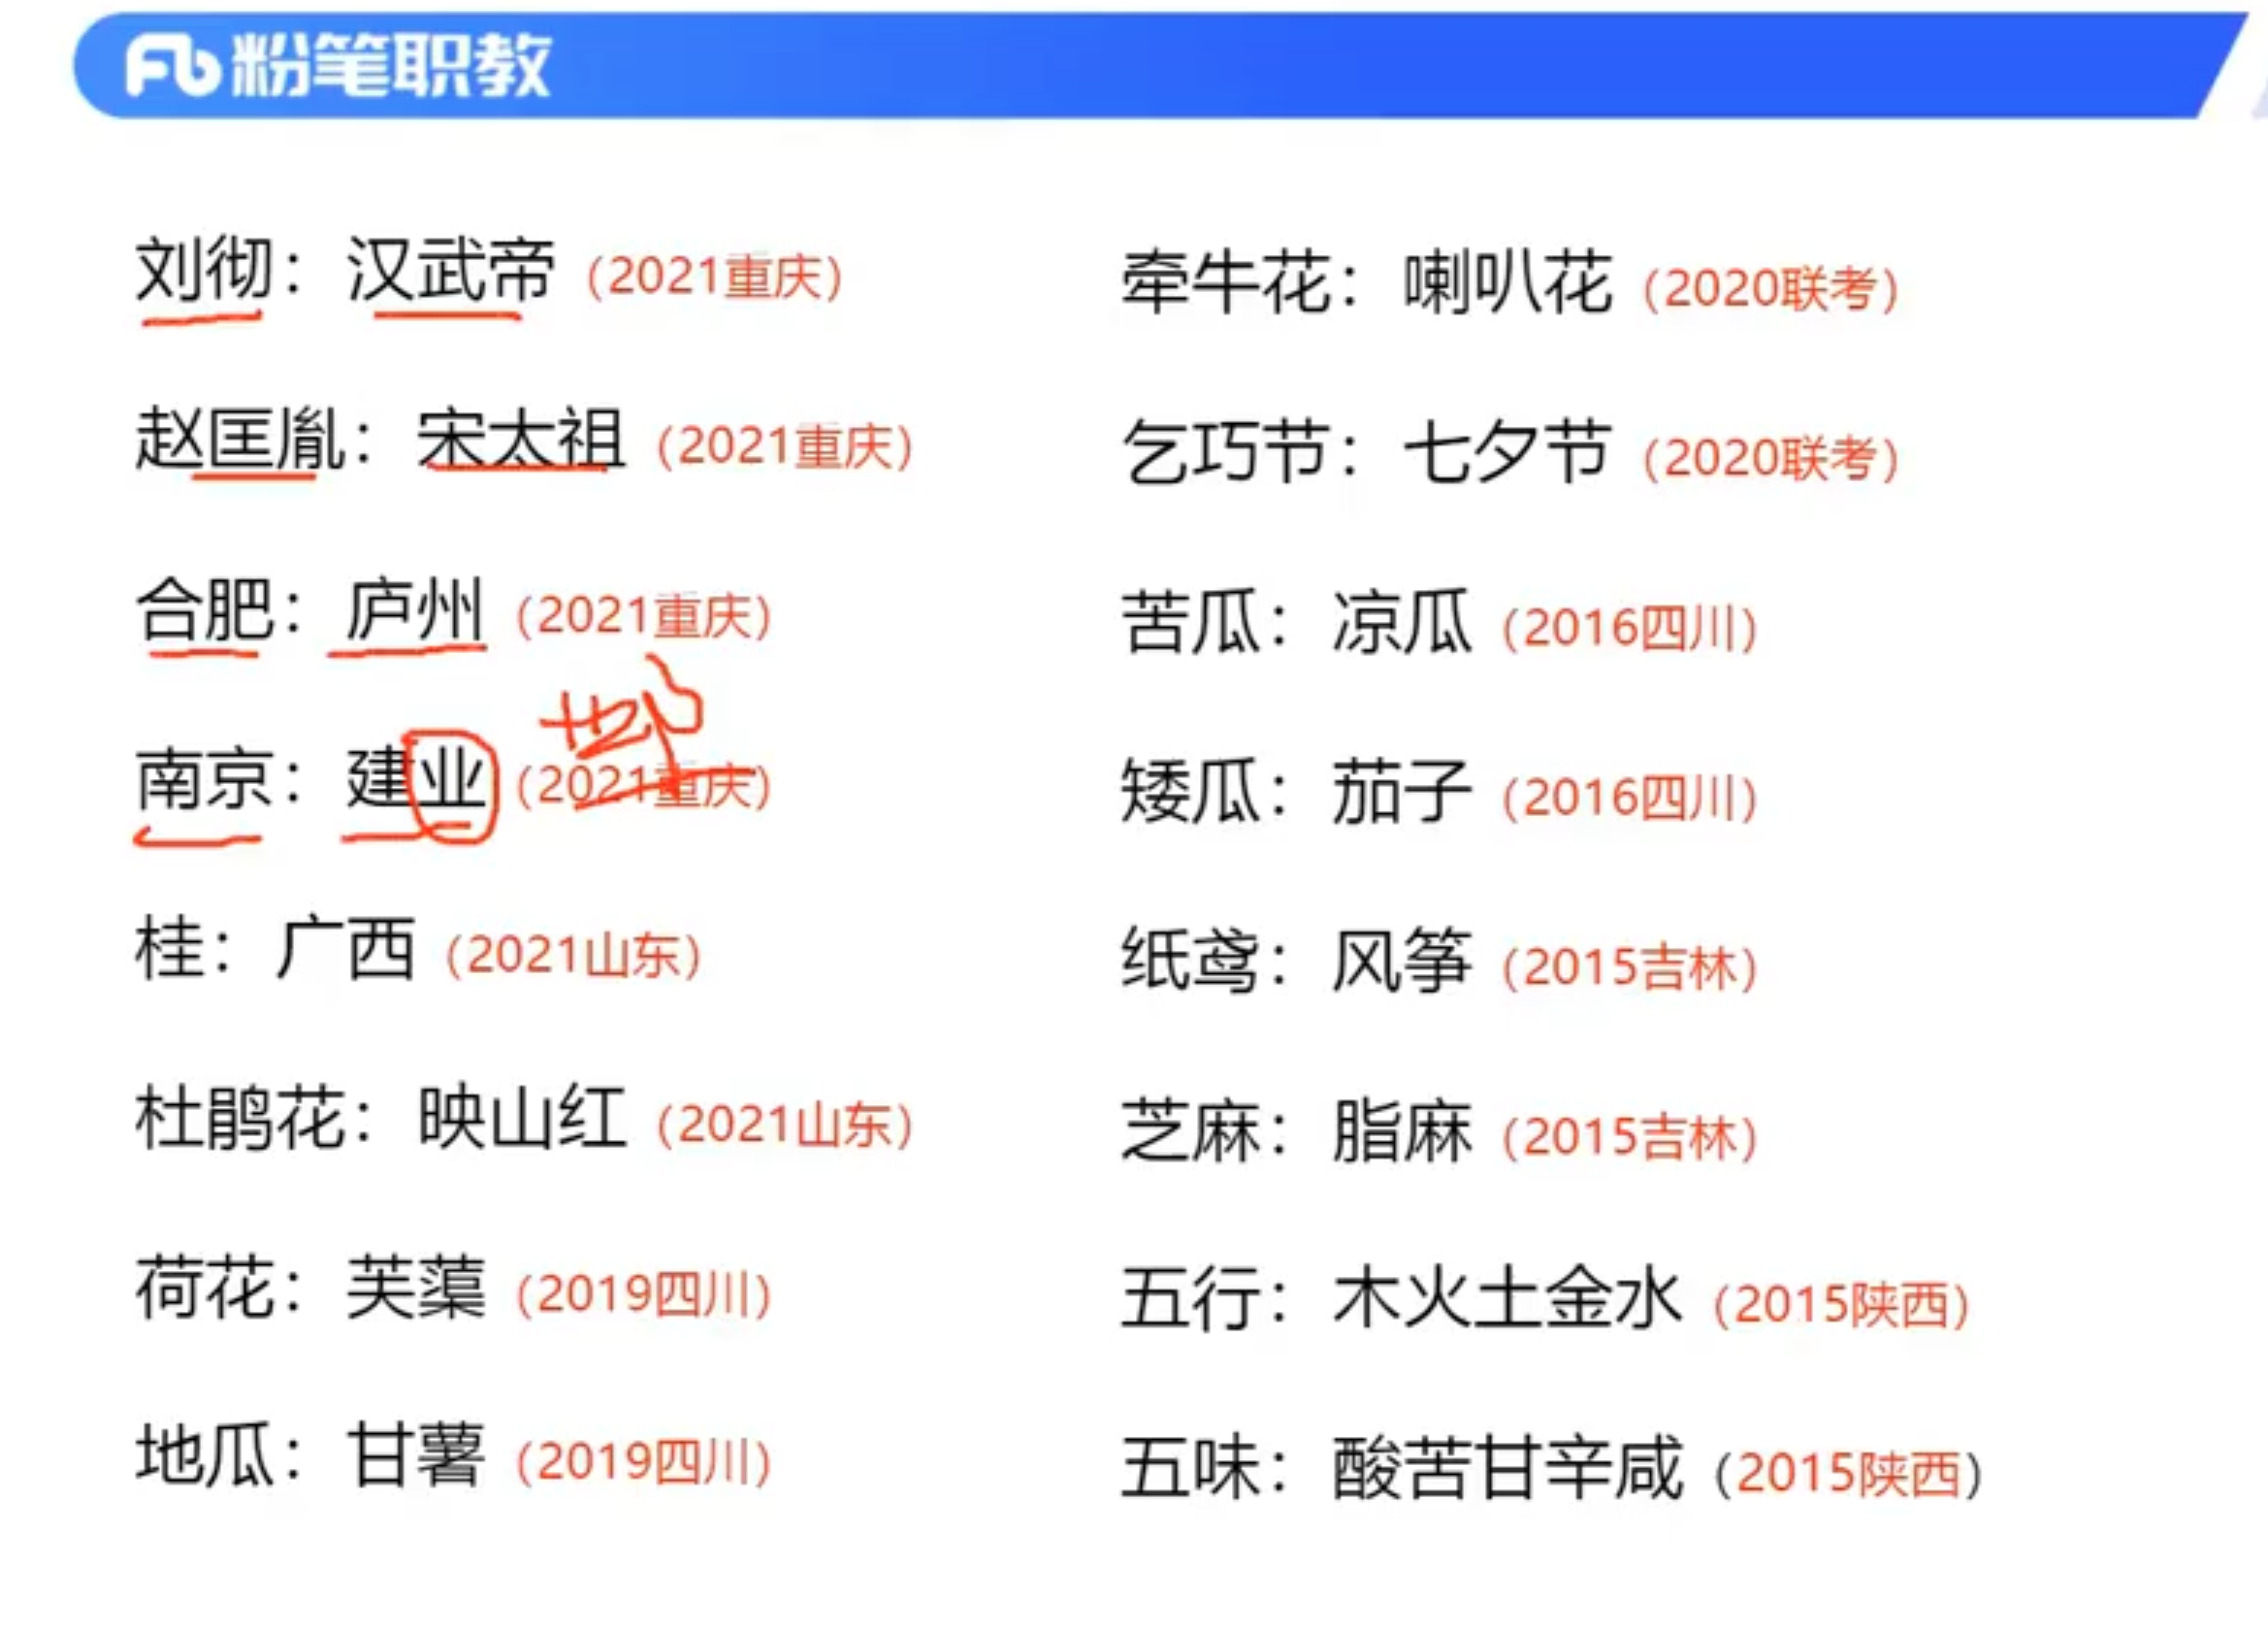 粉笔职教
刘彻：汉武帝（2021重庆）
赵匡胤：宋太祖（2021重庆）
合肥：庐州（2021重庆）
南京：建业（2021重庆）
桂：广西（2021山东）
杜鹃花：映山红（2021山东）
荷花：芙蕖（2019四川）
地瓜：甘薯（2019四川）
牵牛花：喇叭花（2020联考）
乞巧节：七夕节（2020联考）
苦瓜：凉瓜（2016四川）
矮瓜：茄子（2016四川）
纸鸢：风筝（2015吉林）
芝麻：脂麻（2015吉林）
五行：木火土金水（2015陕西）
五味：酸苦甘辛咸（2015陕西）